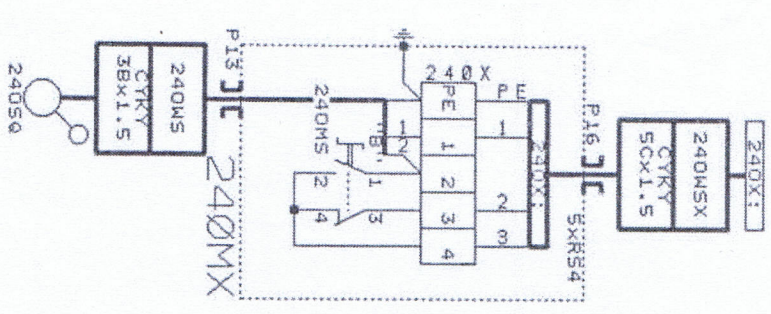 240SQ
240WS
CYKY
3Bx1.5
P13
240MX
240MS
"B"
1
2
1
2
3
4
240X
PE
1
2
3
4
PE
1
2
3
240X:
5xRS4
P16
240WSX
CYKY
5Cx1.5
240X: